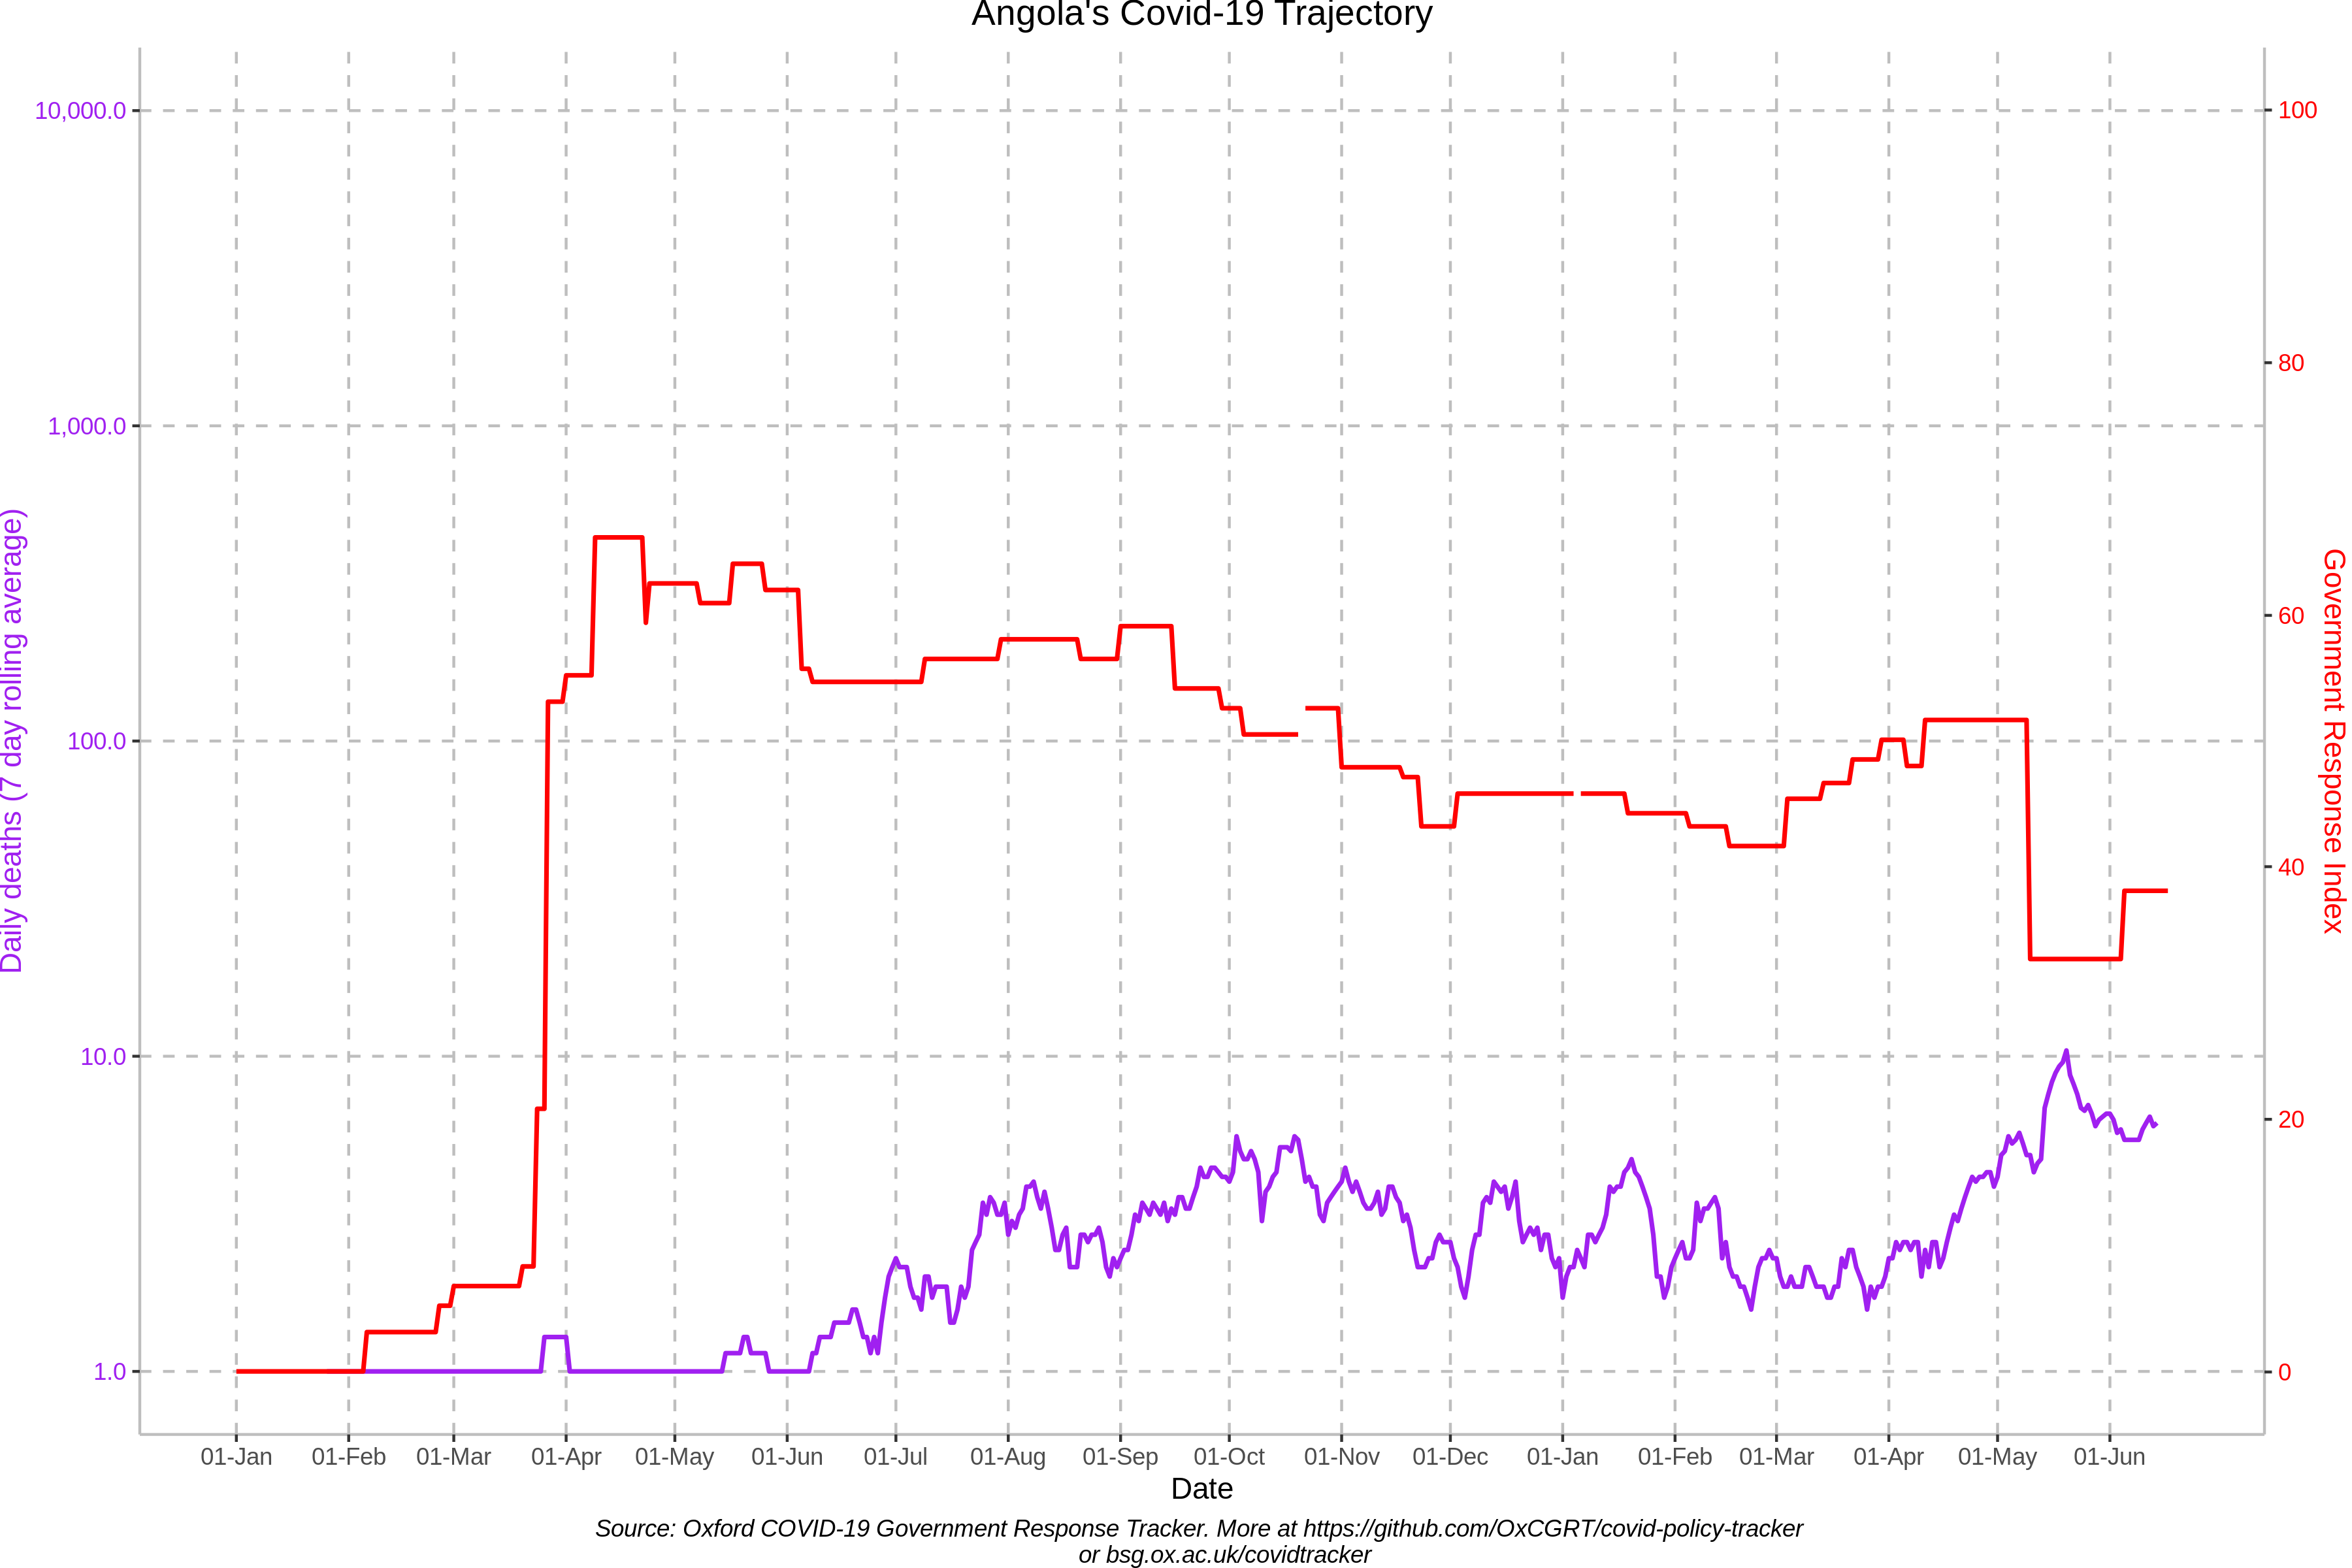 Angola's Covid-19 Trajectory
10,000.0
1,000.0
100.0
10.0
1.0
Daily deaths (7 day rolling average)
100
80
60
40
20
0
Government Response Index
01-Jan 01-Feb 01-Mar 01-Apr 01-May 01-Jun 01-Jul 01-Aug 01-Sep 01-Oct 01-Nov 01-Dec 01-Jan 01-Feb 01-Mar 01-Apr 01-May 01-Jun
Date
Source: Oxford COVID-19 Government Response Tracker. More at https://github.com/OxCGRT/covid-policy-tracker
or bsg.ox.ac.uk/covidtracker